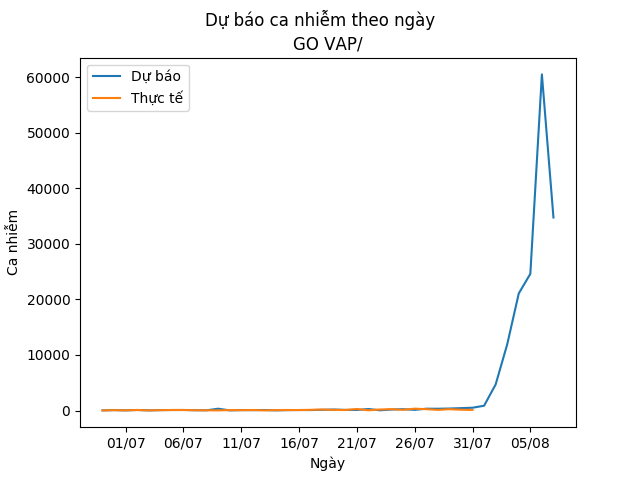 Dự báo ca nhiễm theo ngày
GO VAP/
Dự báo
Thực tế
60000
50000
40000
30000
20000
10000
0
Ca nhiễm
01/07 06/07 11/07 16/07 21/07 26/07 31/07 05/08
Ngày